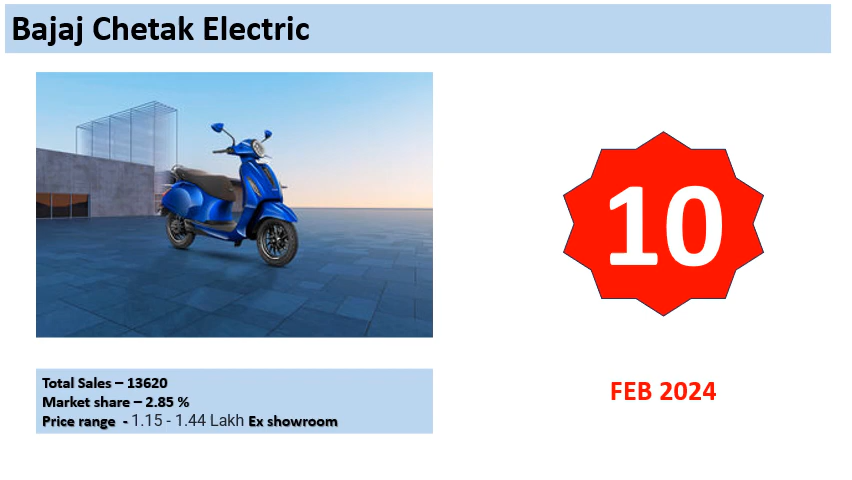 Bajaj Chetak Electric
10
Total Sales – 13620
Market share – 2.85 %
Price range - 1.15 - 1.44 Lakh Ex showroom
FEB 2024